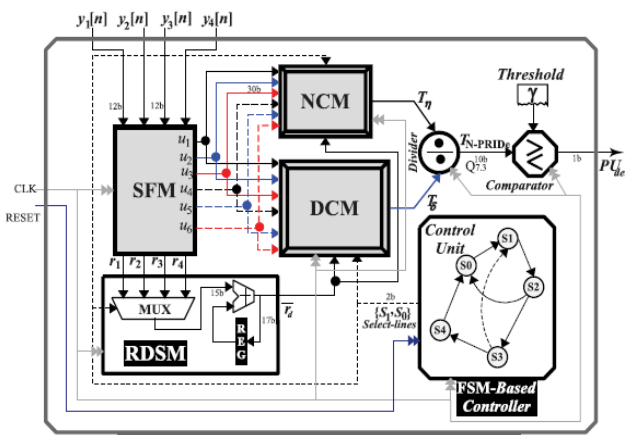 y1[n] y2[n] y3[n] y4[n]
12b 12b
30b
NCM
Threshold
γ
Tη
Divider
TN-PRIDe
Q7.3 10b
Comparator
1b
PUde
u1
u2
u3
u4
u5
u6
SFM
DCM
CLK
RESET
r1 r2 r3 r4
MUX
15b
17b
REG
RDSM
2b
{S1,S0}
Select-lines
Control
Unit
S0
S1
S2
S3
S4
FSM-Based
Controller